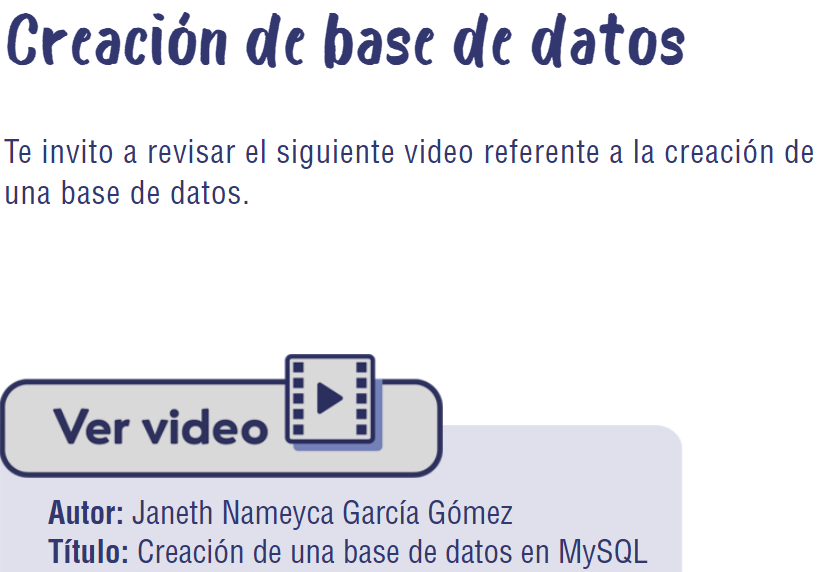 Creación de base de datos
Te invito a revisar el siguiente video referente a la creación de
una base de datos.
Ver video
Autor: Janeth Nameyca García Gómez
Título: Creación de una base de datos en MySQL